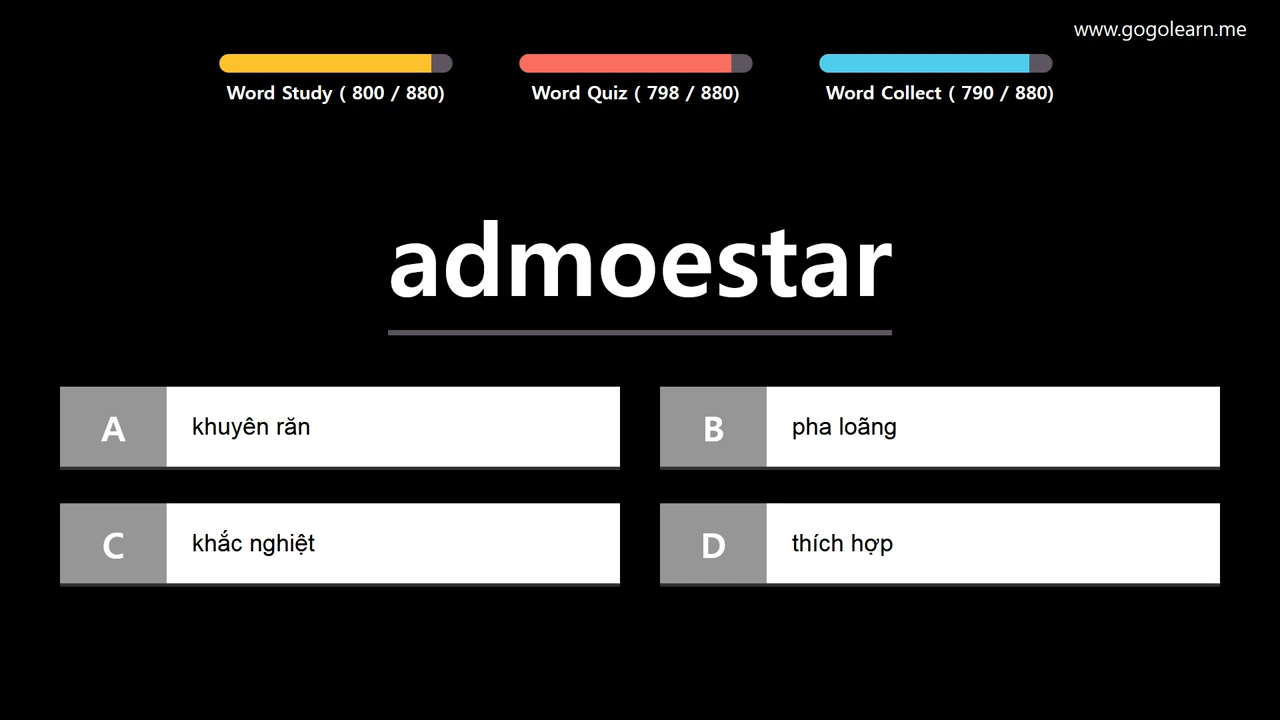 www.gogolearn.me
Word Study ( 800 / 880)
Word Quiz ( 798 / 880)
Word Collect ( 790 / 880)
admoestar
A
khuyên răn
B
pha loãng
C
khắc nghiệt
D
thích hợp